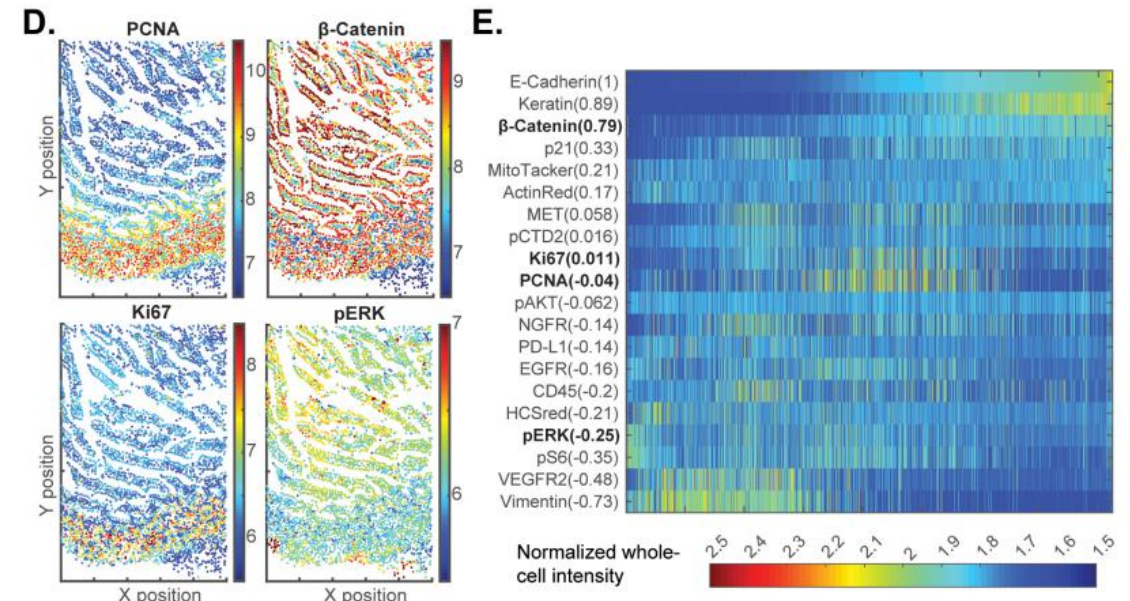 D.
PCNA
β-Catenin
Y position
10
9
8
7
9
8
7
Ki67
pERK
Y position
8
7
6
7
6
X position
X position
E.
E-Cadherin(1)
Keratin(0.89)
β-Catenin(0.79)
p21(0.33)
MitoTacker(0.21)
ActinRed(0.17)
MET(0.058)
pCTD2(0.016)
Ki67(0.011)
PCNA(-0.04)
pAKT(-0.062)
NGFR(-0.14)
PD-L1(-0.14)
EGFR(-0.16)
CD45(-0.2)
HCSred(-0.21)
pERK(-0.25)
pS6(-0.35)
VEGFR2(-0.48)
Vimentin(-0.73)
Normalized whole-
cell intensity
2.5 2.4 2.3 2.2 2.1 2 1.9 1.8 1.7 1.6 1.5